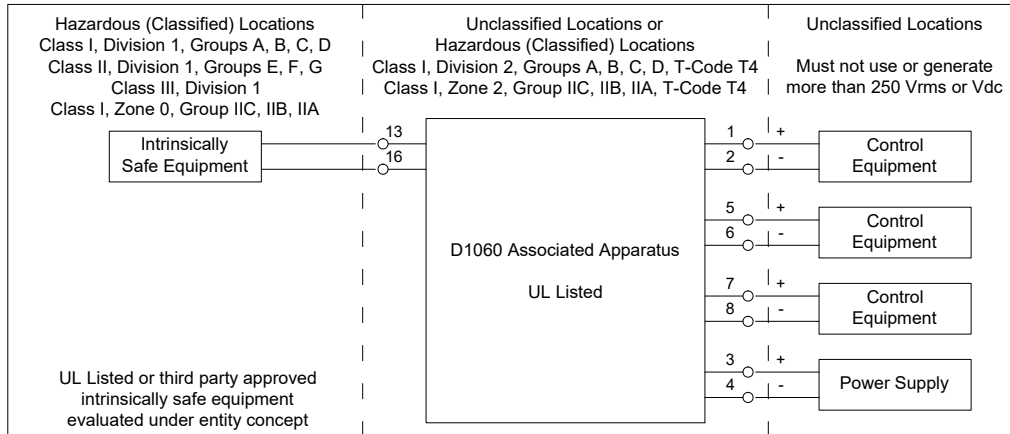 Hazardous (Classified) Locations
Class I, Division 1, Groups A, B, C, D
Class II, Division 1, Groups E, F, G
Class III, Division 1
Class I, Zone 0, Group IIC, IIB, IIA
Unclassified Locations or
Hazardous (Classified) Locations
Class I, Division 2, Groups A, B, C, D, T-Code T4
Class I, Zone 2, Group IIC, IIB, IIA, T-Code T4
Unclassified Locations
Must not use or generate
more than 250 Vrms or Vdc
Intrinsically
Safe Equipment
13
16
D1060 Associated Apparatus
UL Listed
1 +
2 -
Control
Equipment
5 +
6 -
Control
Equipment
7 +
8 -
Control
Equipment
3 +
4 -
Power Supply
UL Listed or third party approved
intrinsically safe equipment
evaluated under entity concept